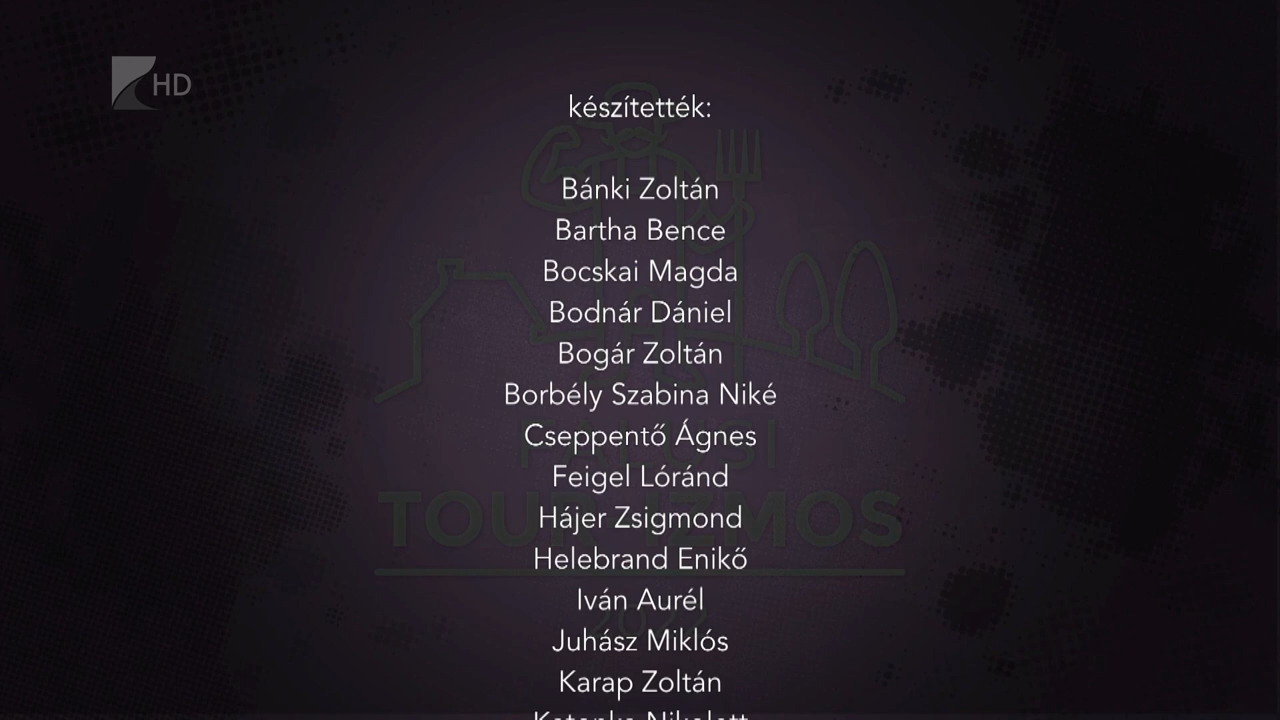 HD
készítették:
Bánki Zoltán
Bartha Bence
Bocskai Magda
Bodnár Dániel
Bogár Zoltán
Borbély Szabina Niké
Cseppentő Ágnes
Feigel Lóránd
Hájer Zsigmond
Helebrand Enikő
Iván Aurél
Juhász Miklós
Karap Zoltán